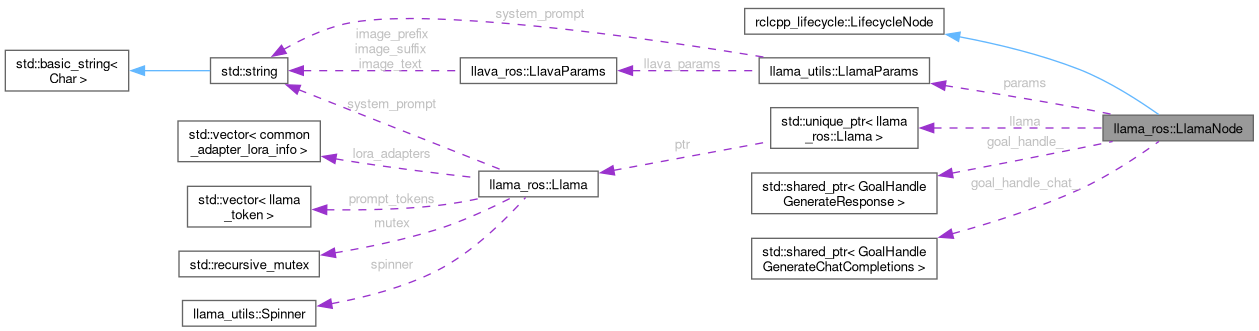 system_prompt
rclcpp_lifecycle::LifecycleNode
image_prefix
image_suffix
image_text
std::basic_string<
Char >
std::string
llava_ros::LlavaParams
llava_params
llama_utils::LlamaParams
params
system_prompt
std::vector< common
_adapter_lora_info >
lora_adapters
ptr
std::unique_ptr< llama
_ros::Llama >
llama
llama_ros::LlamaNode
goal_handle_
std::vector< llama
_token >
prompt_tokens
llama_ros::Llama
std::shared_ptr< GoalHandle
GenerateResponse >
goal_handle_chat_
mutex
std::recursive_mutex
spinner
std::shared_ptr< GoalHandle
GenerateChatCompletions >
llama_utils::Spinner